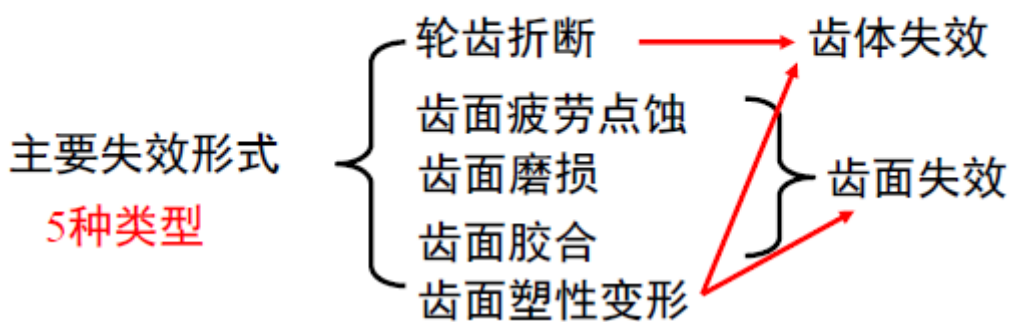 轮齿折断
齿体失效
齿面疲劳点蚀
主要失效形式
齿面磨损
齿面失效
5种类型
齿面胶合
齿面塑性变形